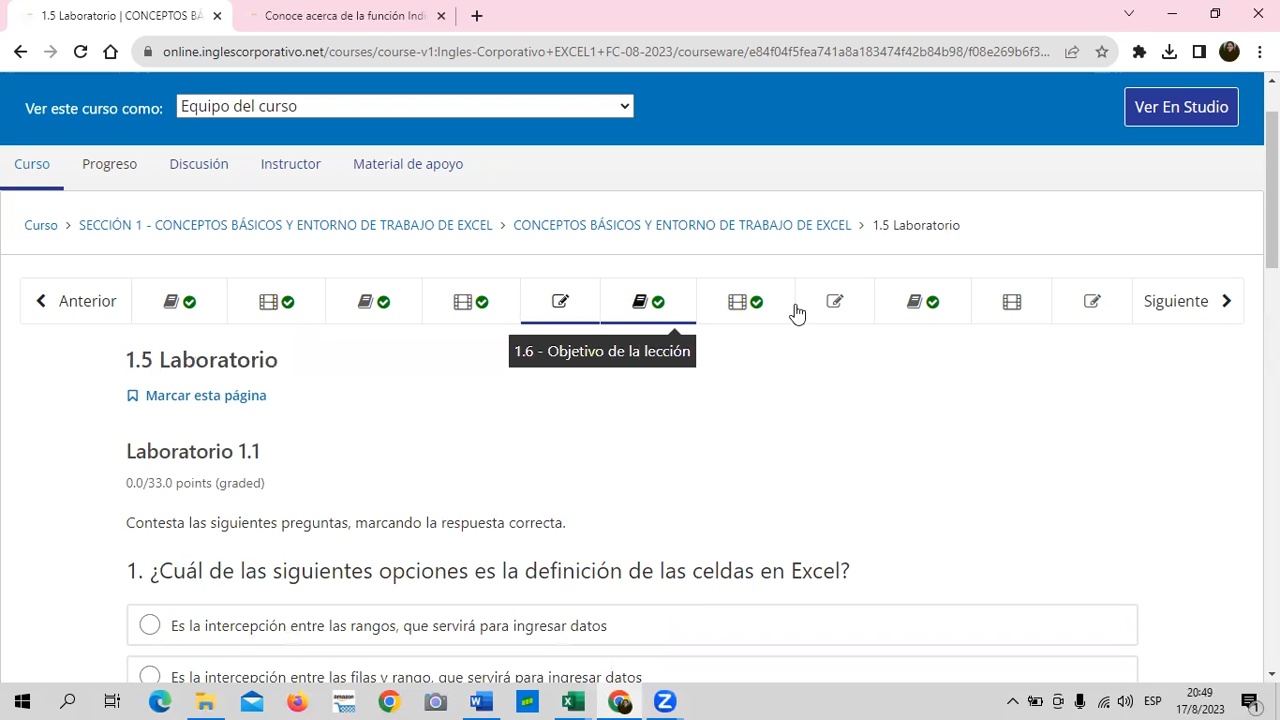 1.5 Laboratorio | CONCEPTOS BÁ
Conoce acerca de la función Indi
online.inglescorporativo.net/courses/course-v1:Ingles-Corporativo+EXCEL1+FC-08-2023/courseware/e84f04f5fea741a8a183474f42b84b98/f08e269b6f3...
Ver este curso como:
Equipo del curso
Ver En Studio
Curso
Progreso
Discusión
Instructor
Material de apoyo
Curso > SECCIÓN 1 - CONCEPTOS BÁSICOS Y ENTORNO DE TRABAJO DE EXCEL > CONCEPTOS BÁSICOS Y ENTORNO DE TRABAJO DE EXCEL > 1.5 Laboratorio
Anterior
Siguiente
1.6 - Objetivo de la lección
1.5 Laboratorio
Marcar esta página
Laboratorio 1.1
0.0/33.0 points (graded)
Contesta las siguientes preguntas, marcando la respuesta correcta.
1. ¿Cuál de las siguientes opciones es la definición de las celdas en Excel?
Es la intercepción entre las rangos, que servirá para ingresar datos
Es la intercepción entre las filas y rango, que servirá para ingresar datos
ESP
20:49
17/8/2023